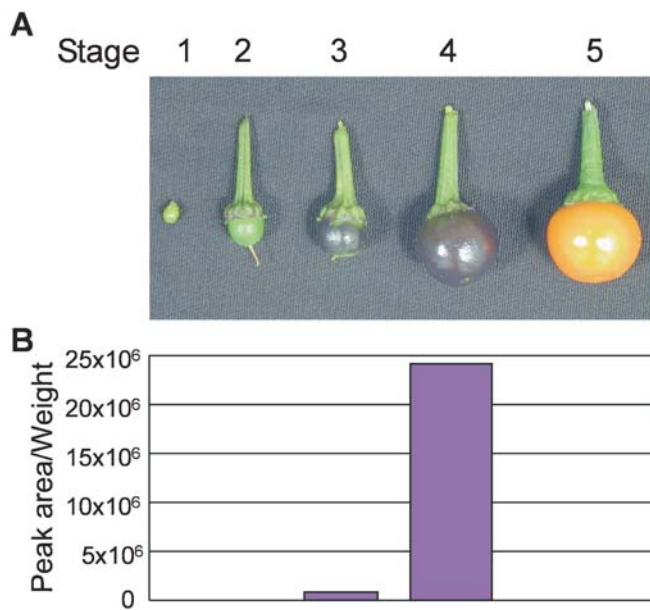 A
Stage 1 2 3 4 5
B
Peak area/Weight
25x10⁶
20x10⁶
15x10⁶
10x10⁶
5x10⁶
0